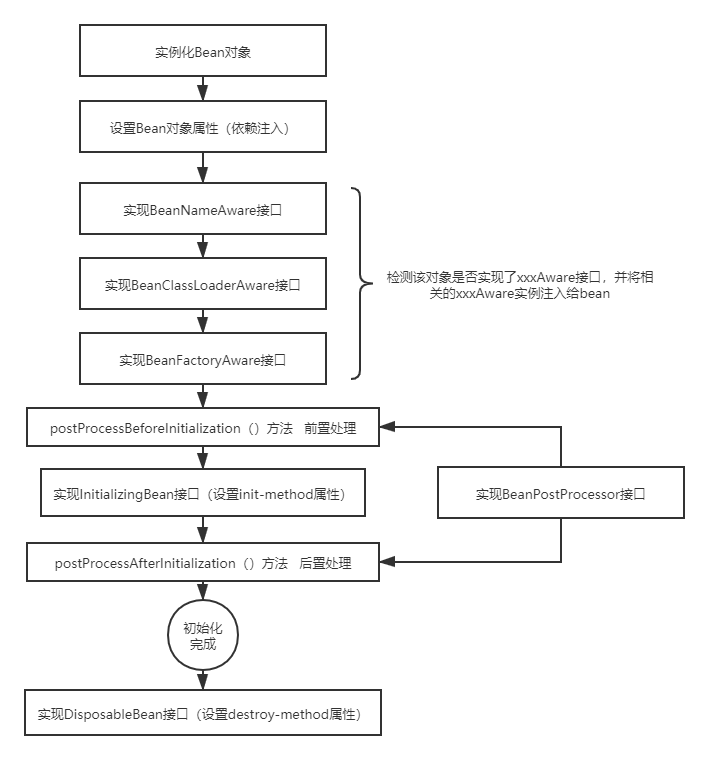 实例化Bean对象
设置Bean对象属性（依赖注入）
实现BeanNameAware接口
实现BeanClassLoaderAware接口
检测该对象是否实现了xxxAware接口，并将相
关的xxxAware实例注入给bean
实现BeanFactoryAware接口
postProcessBeforeInitialization（）方法 前置处理
实现InitializingBean接口（设置init-method属性）
实现BeanPostProcessor接口
postProcessAfterInitialization（）方法 后置处理
初始化
完成
实现DisposableBean接口（设置destroy-method属性）